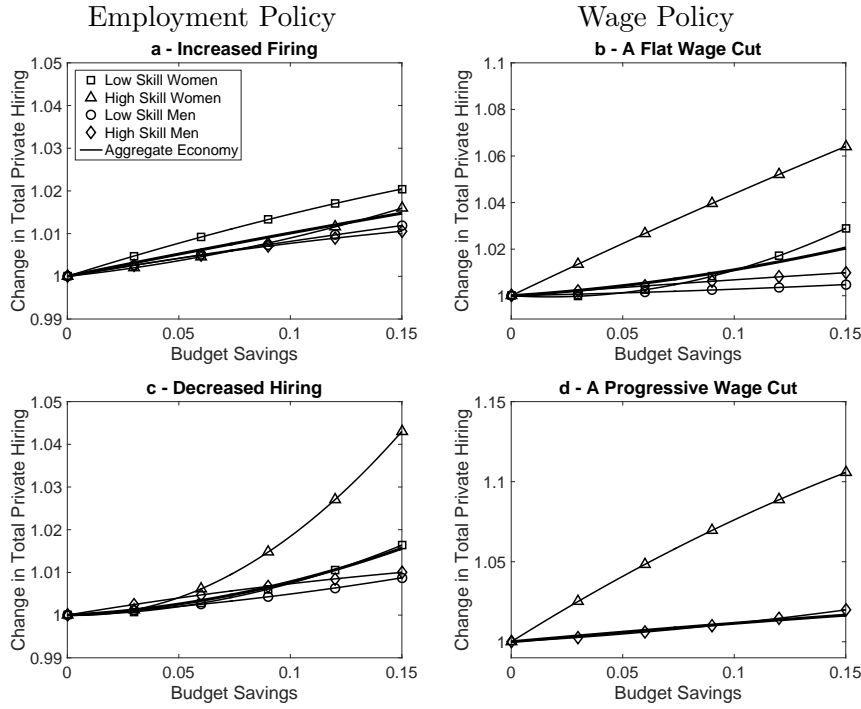 Employment Policy
Wage Policy
a - Increased Firing
1.05
1.04
1.03
1.02
1.01
1
0.99
Change in Total Private Hiring
Low Skill Women
High Skill Women
Low Skill Men
High Skill Men
Aggregate Economy
0
0.05
0.1
0.15
Budget Savings
b - A Flat Wage Cut
1.1
1.08
1.06
1.04
1.02
1
Change in Total Private Hiring
0
0.05
0.1
0.15
Budget Savings
c - Decreased Hiring
1.05
1.04
1.03
1.02
1.01
1
0.99
Change in Total Private Hiring
0
0.05
0.1
0.15
Budget Savings
d - A Progressive Wage Cut
1.15
1.1
1.05
1
Change in Total Private Hiring
0
0.05
0.1
0.15
Budget Savings